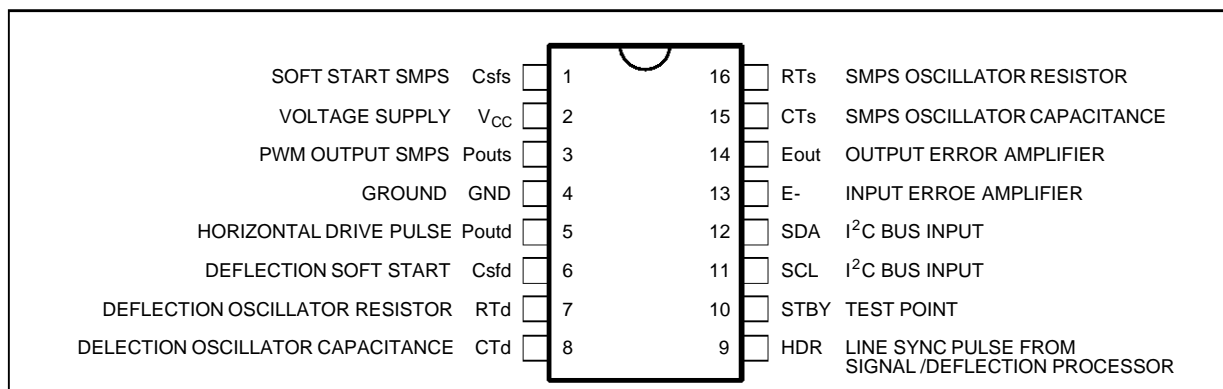 SOFT START SMPS Csfs 1 16 RTs SMPS OSCILLATOR RESISTOR
VOLTAGE SUPPLY VCC 2 15 CTs SMPS OSCILLATOR CAPACITANCE
PWM OUTPUT SMPS Pouts 3 14 Eout OUTPUT ERROR AMPLIFIER
GROUND GND 4 13 E- INPUT ERROE AMPLIFIER
HORIZONTAL DRIVE PULSE Poutd 5 12 SDA I²C BUS INPUT
DEFLECTION SOFT START Csfd 6 11 SCL I²C BUS INPUT
DEFLECTION OSCILLATOR RESISTOR RTd 7 10 STBY TEST POINT
DELECTION OSCILLATOR CAPACITANCE CTd 8 9 HDR LINE SYNC PULSE FROM
SIGNAL/DEFLECTION PROCESSOR